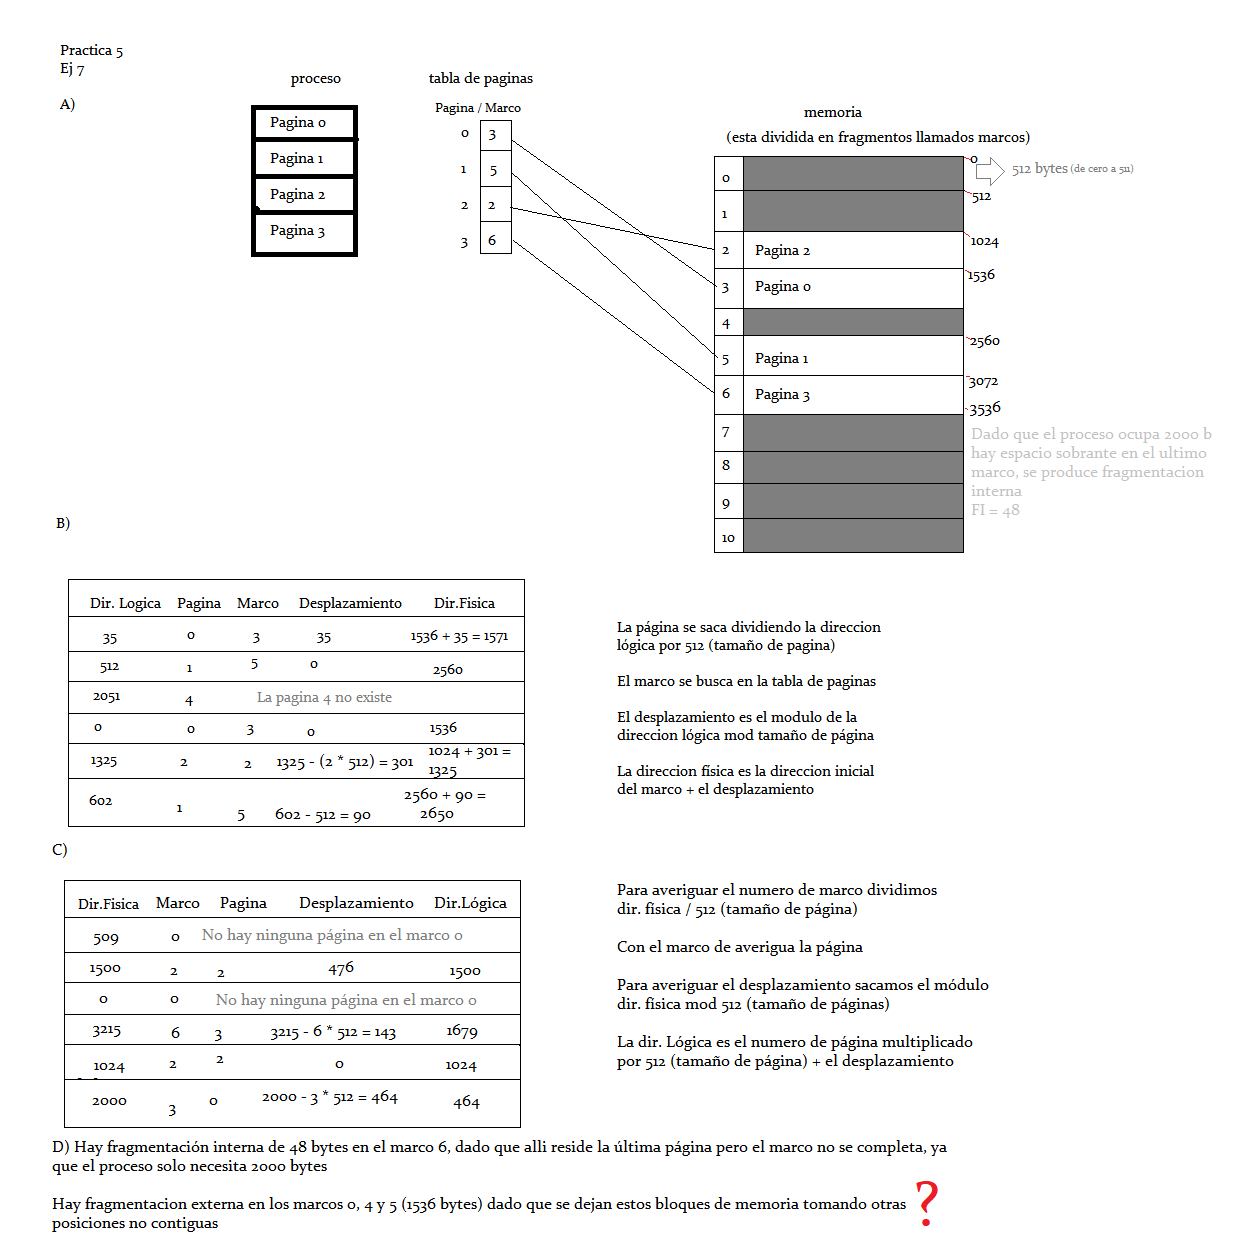 Practica 5
Ej 7
A)
proceso
tabla de paginas
Pagina / Marco
memoria
(esta dividida en fragmentos llamados marcos)
Pagina 0
Pagina 1
Pagina 2
Pagina 3
0 3
1 5
2 2
3 6
0
1
2 Pagina 2
3 Pagina 0
4
5 Pagina 1
6 Pagina 3
7
8
9
10
0
512 bytes (de cero a 511)
512
1024
1536
2560
3072
3536
Dado que el proceso ocupa 2000 b
hay espacio sobrante en el ultimo
marco, se produce fragmentacion
interna
FI = 48
B)
Dir. Logica Pagina Marco Desplazamiento Dir.Fisica
35 0 3 35 1536 + 35 = 1571
512 1 5 0 2560
2051 4 La pagina 4 no existe
0 0 3 0 1536
1325 2 2 1325 - (2 * 512) = 301 1024 + 301 =
1325
602 1 5 602 - 512 = 90 2560 + 90 =
2650
La página se saca dividiendo la direccion
lógica por 512 (tamaño de pagina)
El marco se busca en la tabla de paginas
El desplazamiento es el modulo de la
direccion lógica mod tamaño de página
La direccion física es la direccion inicial
del marco + el desplazamiento
C)
Dir.Fisica Marco Pagina Desplazamiento Dir.Lógica
509 0 No hay ninguna página en el marco 0
1500 2 2 476 1500
0 0 No hay ninguna página en el marco 0
3215 6 3 3215 - 6 * 512 = 143 1679
1024 2 2 0 1024
2000 3 0 2000 - 3 * 512 = 464 464
Para averiguar el numero de marco dividimos
dir. física / 512 (tamaño de página)
Con el marco de averigua la página
Para averiguar el desplazamiento sacamos el módulo
dir. física mod 512 (tamaño de páginas)
La dir. Lógica es el numero de página multiplicado
por 512 (tamaño de página) + el desplazamiento
D) Hay fragmentación interna de 48 bytes en el marco 6, dado que alli reside la última página pero el marco no se completa, ya
que el proceso solo necesita 2000 bytes
Hay fragmentacion externa en los marcos 0, 4 y 5 (1536 bytes) dado que se dejan estos bloques de memoria tomando otras ?
posiciones no contiguas